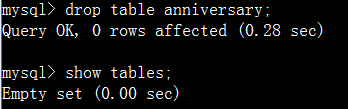 mysql> drop table anniversary;
Query OK, 0 rows affected (0.28 sec)
mysql> show tables;
Empty set (0.00 sec)